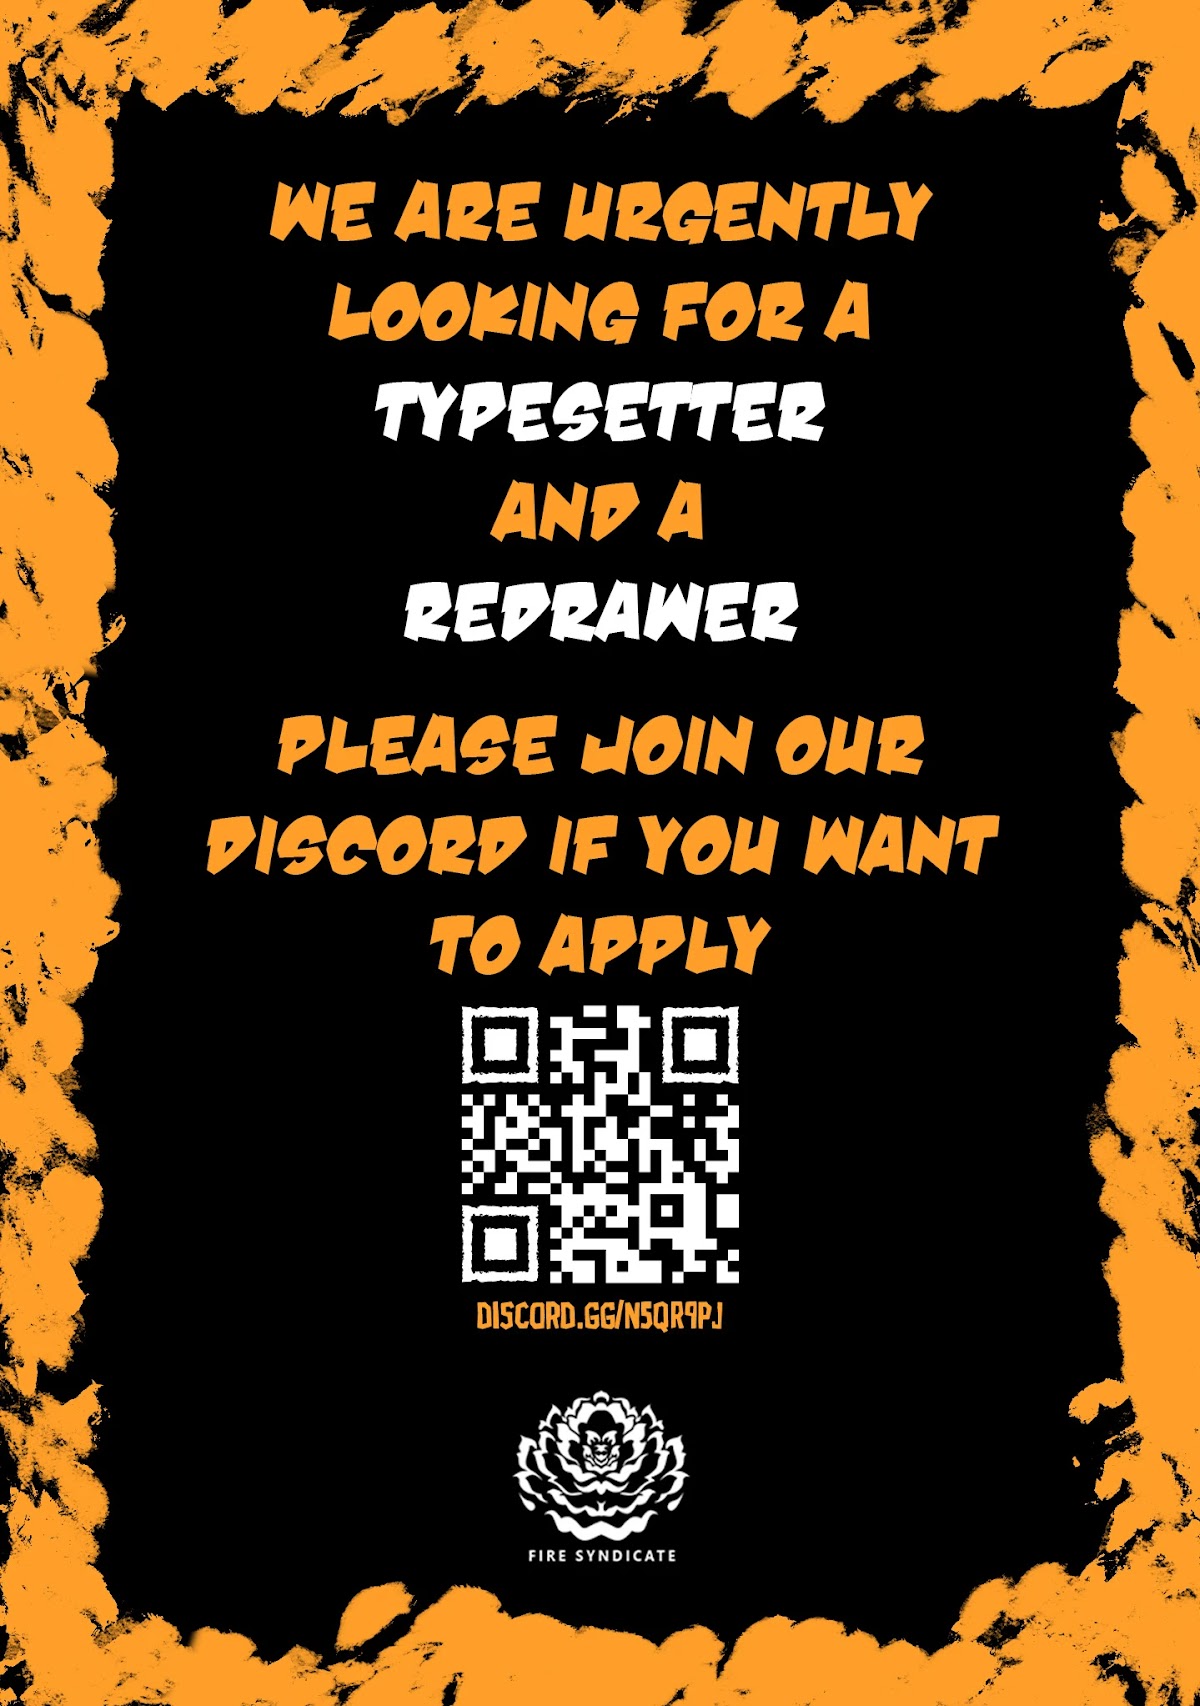 WE ARE URGENTLY
LOOKING FOR A
TYPESETTER
AND A
REDRAWER
PLEASE JOIN OUR
DISCORD IF YOU WANT
TO APPLY
DISCORD.GG/N5QR9PJ
FIRE SYNDICATE